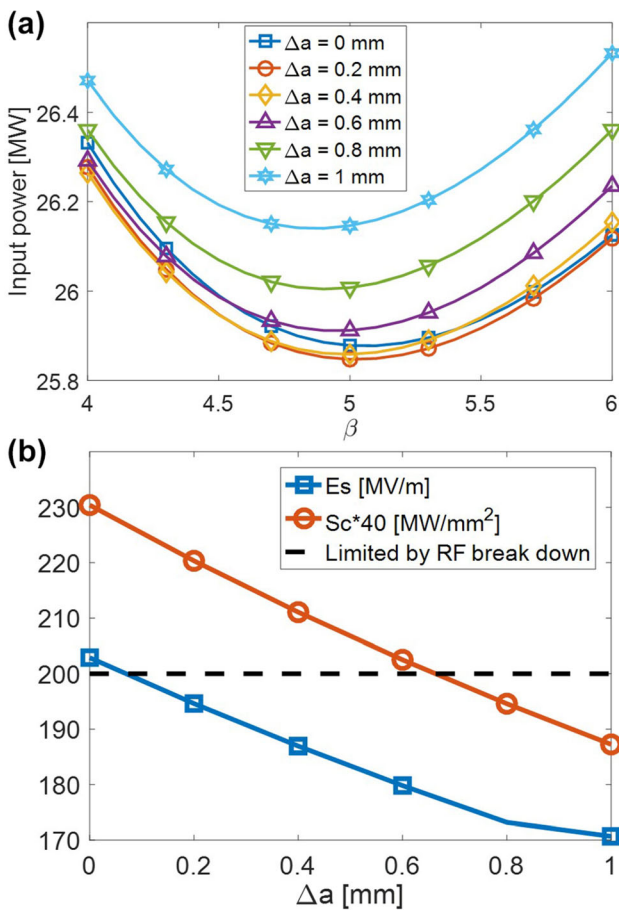 (a)
Δa = 0 mm
Δa = 0.2 mm
Δa = 0.4 mm
Δa = 0.6 mm
Δa = 0.8 mm
Δa = 1 mm
Input power [MW]
26.4
26.2
26
25.8
4 4.5 5 5.5 6
β
(b)
Es [MV/m]
Sc*40 [MW/mm²]
Limited by RF break down
230
220
210
200
190
180
170
0 0.2 0.4 0.6 0.8 1
Δa [mm]